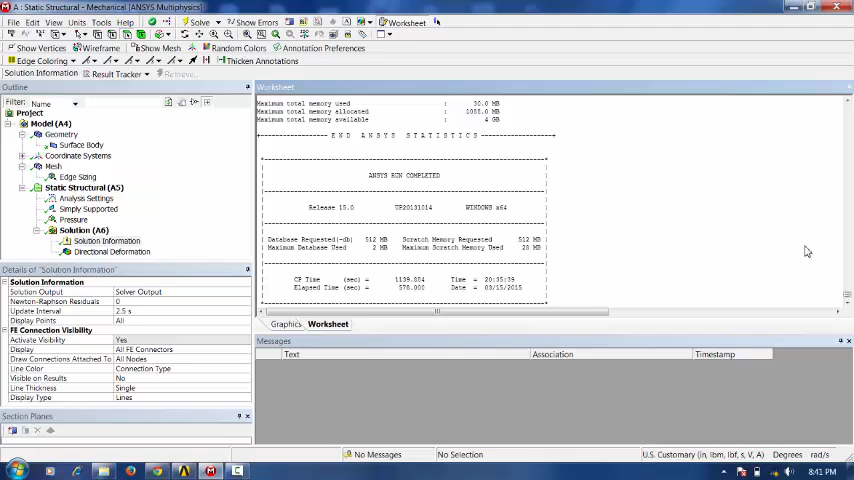 A : Static Structural - Mechanical [ANSYS Multiphysics]
File Edit View Units Tools Help Solve Show Errors Worksheet
Show Vertices Wireframe Show Mesh Random Colors Annotation Preferences
Edge Coloring Thicken Annotations
Solution Information Result Tracker Retrieve
Outline
Filter: Name
Project
Model (A4)
Geometry
Surface Body
Coordinate Systems
Mesh
Edge Sizing
Static Structural (A5)
Analysis Settings
Simply Supported
Pressure
Solution (A6)
Solution Information
Directional Deformation
Details of "Solution Information"
Solution Information
Solution Output Solver Output
Newton-Raphson Residuals 0
Update Interval 2.5 s
Display Points All
FE Connection Visibility
Activate Visibility Yes
Display All FE Connectors
Draw Connections Attached To All Nodes
Line Color Connection Type
Visible on Results No
Line Thickness Single
Display Type Lines
Section Planes
Worksheet
Maximum total memory used : 30.0 MB
Maximum total memory allocated : 1088.0 MB
Maximum total memory available : 4 GB
+------------------ E N D A N S Y S S T A T I S T I C S -------------------+
ANSYS RUN COMPLETED
Release 15.0 UP20131014 WINDOWS x64
Database Requested(-db) 512 MB Scratch Memory Requested 512 MB
Maximum Database Used 2 MB Maximum Scratch Memory Used 28 MB
CP Time (sec) = 1139.884 Time = 20:35:39
Elapsed Time (sec) = 578.000 Date = 03/15/2015
Graphics Worksheet
Messages
Text Association Timestamp
No Messages No Selection U.S. Customary (in, lbm, lbf, s, V, A) Degrees rad/s
8:41 PM